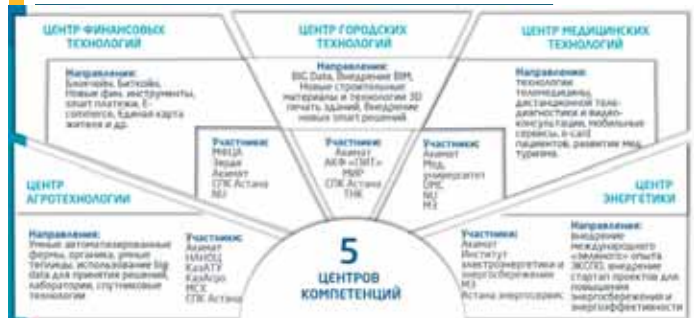 ЦЕНТР ФИНАНСОВЫХ
ТЕХНОЛОГИЙ
Направления:
Блокчейн, Биткойн,
Новые фин. инструменты,
smart платежи, E-
commerce, Единая карта
жителя и др.
Участники:
МФЦА
Зерде
Акимат
СПК Астана
NU
ЦЕНТР ГОРОДСКИХ
ТЕХНОЛОГИЙ
Направления:
BIG Data, Внедрение BIM,
Новые строительные
материалы и технологии 3D
печать зданий, Внедрение
новых smart решений
Участники:
Акимат
АКФ «ПИТ»
МИР
СПК Астана
ТНК
ЦЕНТР МЕДИЦИНСКИХ
ТЕХНОЛОГИЙ
Направления:
технологии
телемедицины,
дистанционной теле-
диагностики и видео-
консультации, мобильные
сервисы, e-card
пациентов, развитие мед.
туризма.
Участники:
Акимат
Мед.
университет
UMC
NU
МЗ
ЦЕНТР
АГРОТЕХНОЛОГИИ
Направления:
Умные автоматизированные
фермы, органика, умные
теплицы, использование big
data для принятия решений,
лаборатории, спутниковые
технологии
Участники:
Акимат
НАНОЦ
КазАТУ
КазАгро
МСХ
СПК Астана
5
ЦЕНТРОВ
КОМПЕТЕНЦИЙ
ЦЕНТР
ЭНЕРГЕТИКИ
Участники:
Акимат
Институт
электроэнергетики и
энергосбережения
МЭ
Астана энергосервис
Направления:
внедрение
международного
«зеленого» опыта
ЭКСПО, внедрение
стартап проектов для
повышения
энергосбережения и
энергоэффективности